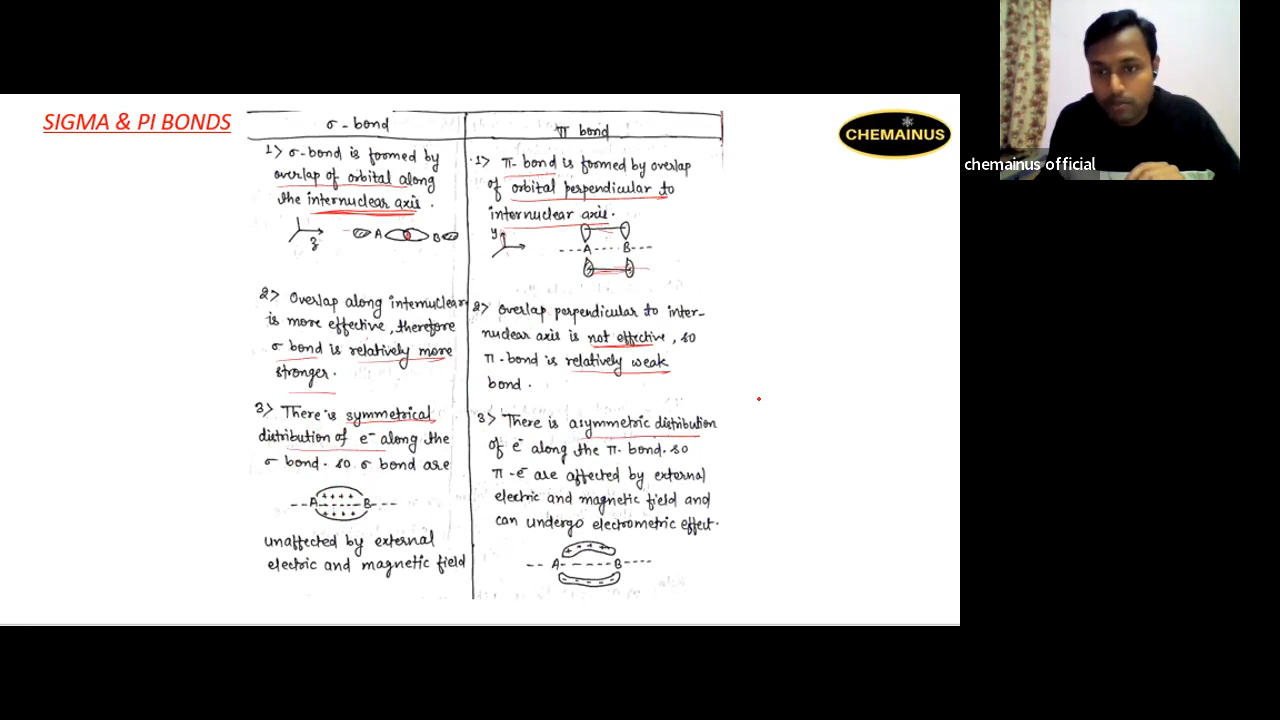 SIGMA & PI BONDS
σ - bond
1> σ-bond is formed by
overlap of orbital along
the internuclear axis .
z
A
B
2> Overlap along internuclear
is more effective, therefore
σ bond is relatively more
stronger .
3> There is symmetrical
distribution of e⁻ along the
σ bond. so σ bond are
--A ++++ ---- ++++ B---
unaffected by external
electric and magnetic field
π bond
1> π-bond is formed by overlap
of orbital perpendicular to
internuclear axis.
y
---A----B---
2> Overlap perpendicular to inter-
nuclear axis is not effective, so
π-bond is relatively weak
bond .
3> There is asymmetric distribution
of e⁻ along the π-bond. so
π-e⁻ are affected by external
electric and magnetic field and
can undergo electrometric effect.
+ - + +
-- A------B----
- - - -
CHEMAINUS
chemainus official